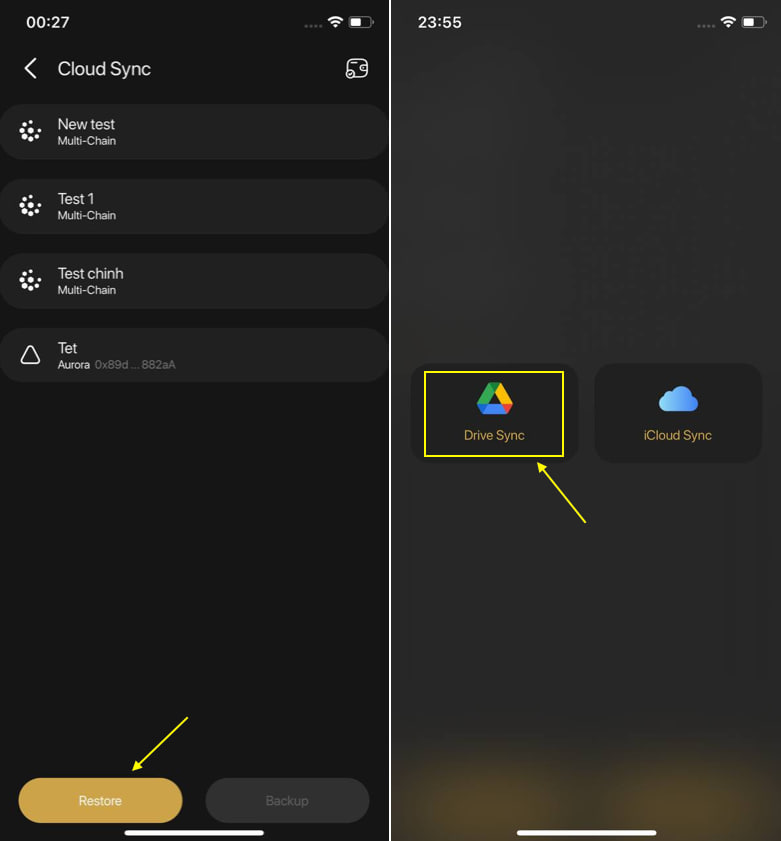 00:27
Cloud Sync
New test
Multi-Chain
Test 1
Multi-Chain
Test chinh
Multi-Chain
Tet
Aurora 0x89d ... 882aA
Restore
Backup
23:55
Drive Sync
iCloud Sync